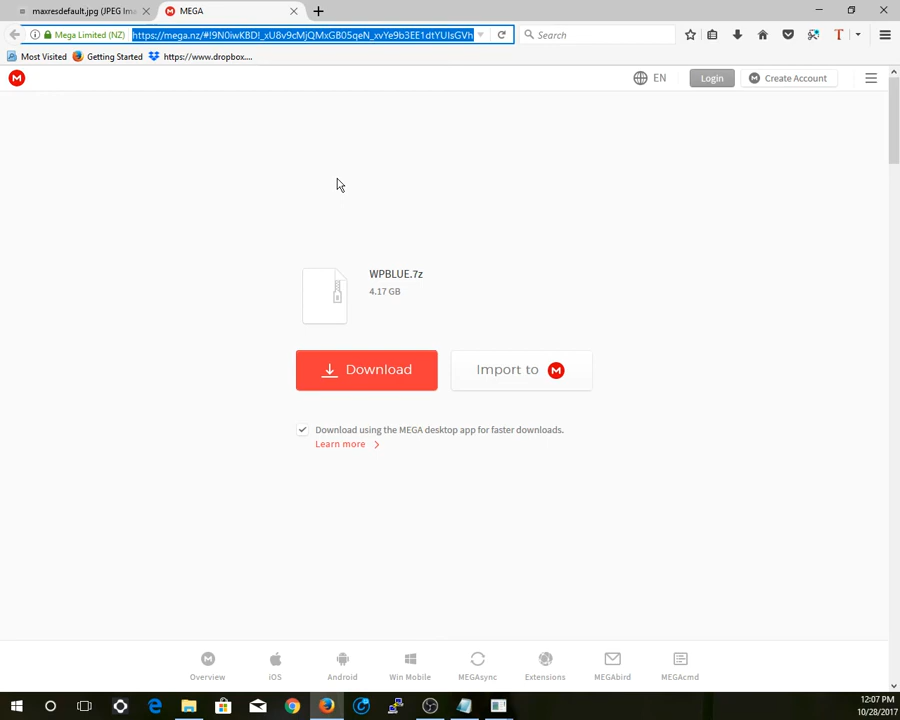 maxresdefault.jpg (JPEG Ima
MEGA
Mega Limited (NZ)
https://mega.nz/#!9N0iwKBD!_xU8v9cMjQMxGB05qeN_xvYe9b3EE1dtYUIsGVh
Search
Most Visited
Getting Started
https://www.dropbox....
EN
Login
Create Account
WPBLUE.7z
4.17 GB
Download
Import to
Download using the MEGA desktop app for faster downloads.
Learn more
Overview
iOS
Android
Win Mobile
MEGAsync
Extensions
MEGAbird
MEGAcmd
12:07 PM
10/28/2017